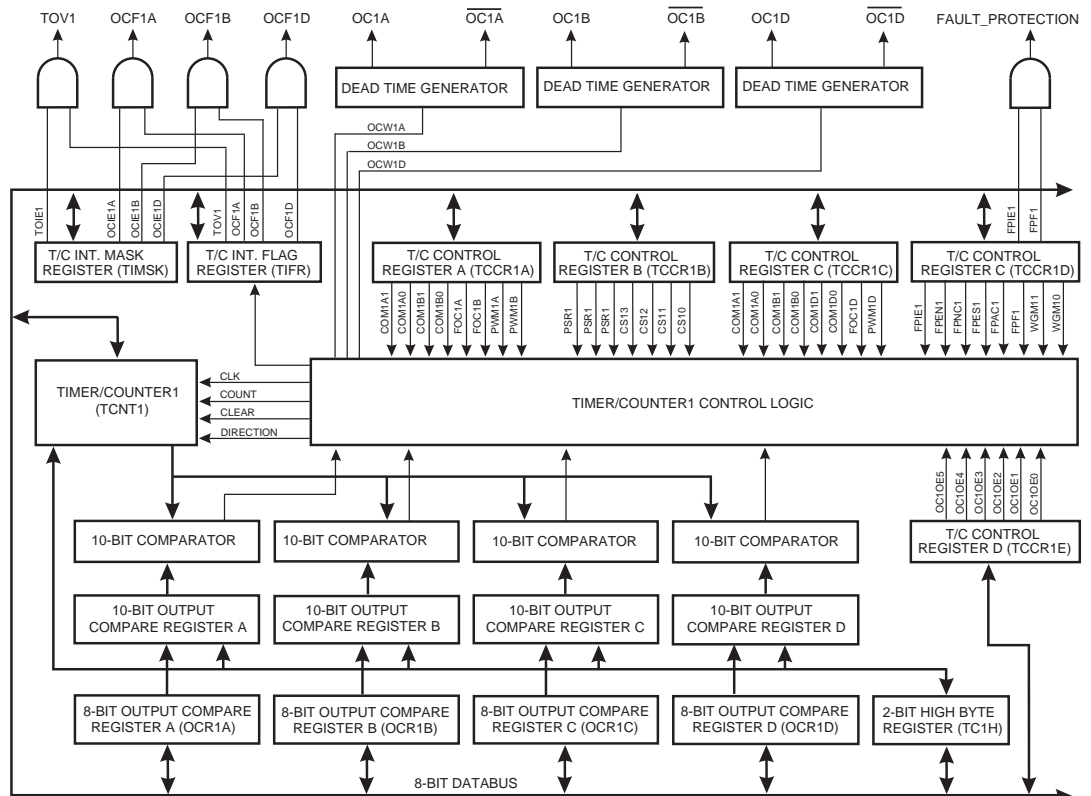 TOV1 OCF1A OCF1B OCF1D OC1A OC1A OC1B OC1B OC1D OC1D FAULT_PROTECTION
DEAD TIME GENERATOR DEAD TIME GENERATOR DEAD TIME GENERATOR
OCW1A
OCW1B
OCW1D
TOIE1 OCIE1A OCIE1B OCIE1D TOV1 OCF1A OCF1B OCF1D FPIE1 FPF1
T/C INT. MASK
REGISTER (TIMSK)
T/C INT. FLAG
REGISTER (TIFR)
T/C CONTROL
REGISTER A (TCCR1A)
T/C CONTROL
REGISTER B (TCCR1B)
T/C CONTROL
REGISTER C (TCCR1C)
T/C CONTROL
REGISTER C (TCCR1D)
COM1A1 COM1A0 COM1B1 COM1B0 FOC1A FOC1B PWM1A PWM1B
PSR1 PSR1 PSR1 CS13 CS12 CS11 CS10
COM1A1 COM1A0 COM1B1 COM1B0 COM1D1 COM1D0 FOC1D PWM1D
FPIE1 FPEN1 FPNC1 FPES1 FPAC1 FPF1 WGM11 WGM10
TIMER/COUNTER1
(TCNT1)
CLK
COUNT
CLEAR
DIRECTION
TIMER/COUNTER1 CONTROL LOGIC
OC1OE5 OC1OE4 OC1OE3 OC1OE2 OC1OE1 OC1OE0
10-BIT COMPARATOR 10-BIT COMPARATOR 10-BIT COMPARATOR 10-BIT COMPARATOR
T/C CONTROL
REGISTER D (TCCR1E)
10-BIT OUTPUT
COMPARE REGISTER A
10-BIT OUTPUT
COMPARE REGISTER B
10-BIT OUTPUT
COMPARE REGISTER C
10-BIT OUTPUT
COMPARE REGISTER D
8-BIT OUTPUT COMPARE
REGISTER A (OCR1A)
8-BIT OUTPUT COMPARE
REGISTER B (OCR1B)
8-BIT OUTPUT COMPARE
REGISTER C (OCR1C)
8-BIT OUTPUT COMPARE
REGISTER D (OCR1D)
2-BIT HIGH BYTE
REGISTER (TC1H)
8-BIT DATABUS